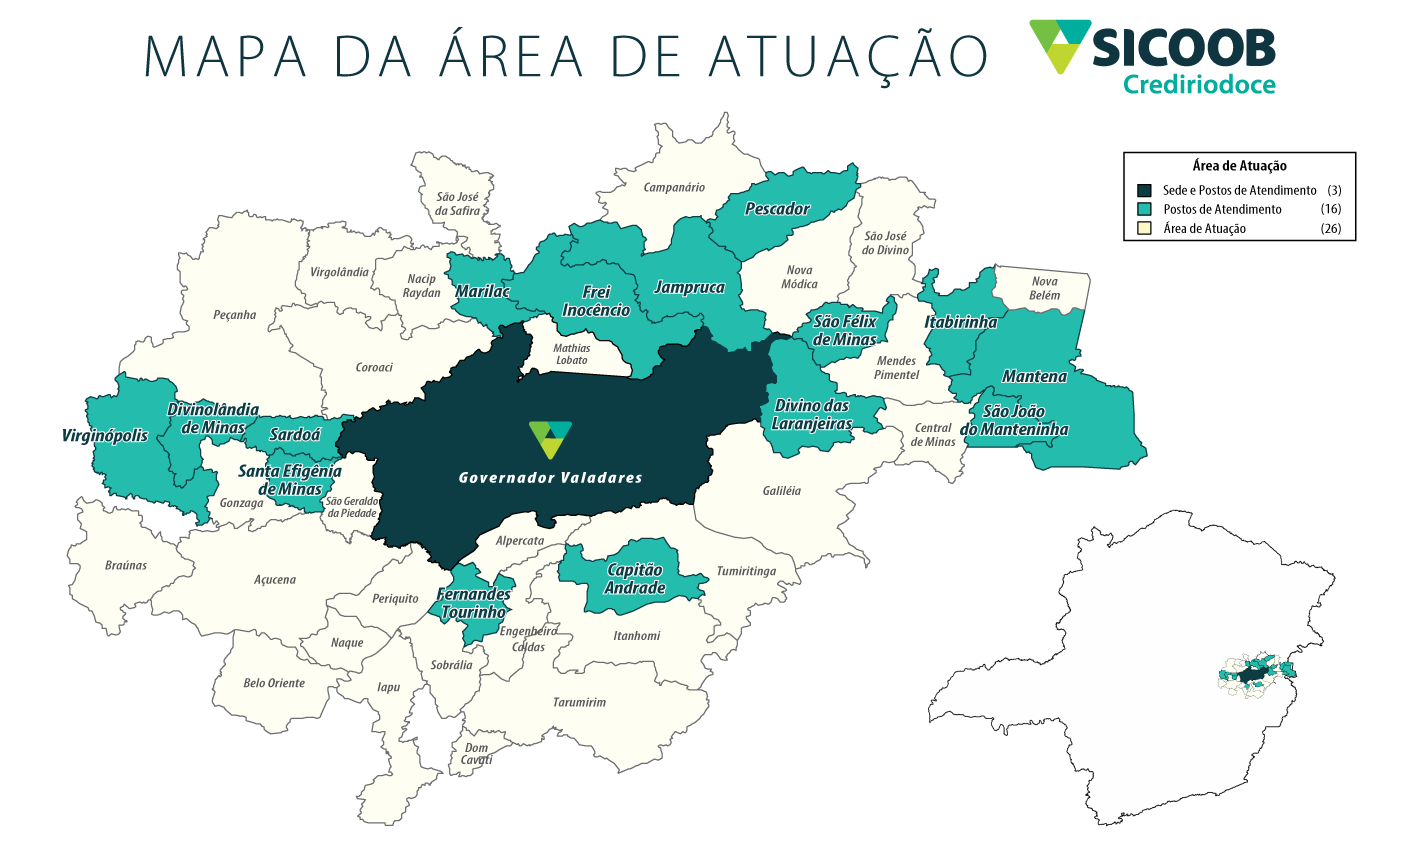 MAPA DA ÁREA DE ATUAÇÃO
SICOOB
Crediriodoce
Área de Atuação
Sede e Postos de Atendimento (3)
Postos de Atendimento (16)
Área de Atuação (26)
São José
da Safira
Campanário
Pescador
São José
do Divino
Virgolândia
Nacip
Raydan
Marilac
Frei
Inocêncio
Jampruca
Nova
Módica
Nova
Belém
Peçanha
Coroaci
Mathias
Lobato
São Félix
de Minas
Itabirinha
Mendes
Pimentel
Mantena
Virginópolis
Divinolândia
de Minas
Sardoá
Divino das
Laranjeiras
São João
do Manteninha
Central
de Minas
Santa Efigênia
de Minas
Governador Valadares
Gonzaga
São Geraldo
da Piedade
Galiléia
Alpercata
Braúnas
Açucena
Periquito
Fernandes
Tourinho
Capitão
Andrade
Tumiritinga
Engenheiro
Caldas
Itanhomi
Naque
Sobrália
Belo Oriente
Iapu
Tarumirim
Dom
Cavati